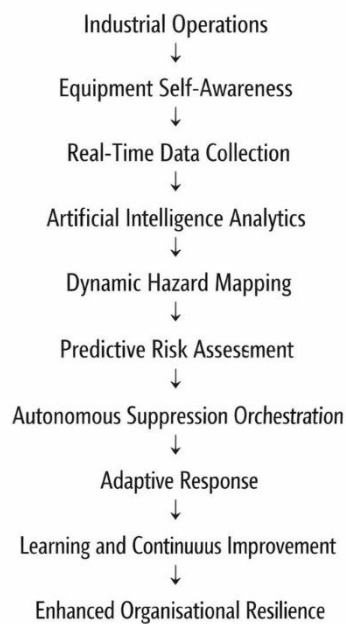 Industrial Operations
↓
Equipment Self-Awareness
↓
Real-Time Data Collection
↓
Artificial Intelligence Analytics
↓
Dynamic Hazard Mapping
↓
Predictive Risk Assesment
↓
Autonomous Suppression Orchestration
↓
Adaptive Response
↓
Learning and Continuuus Improvement
↓
Enhanced Organisational Resilience